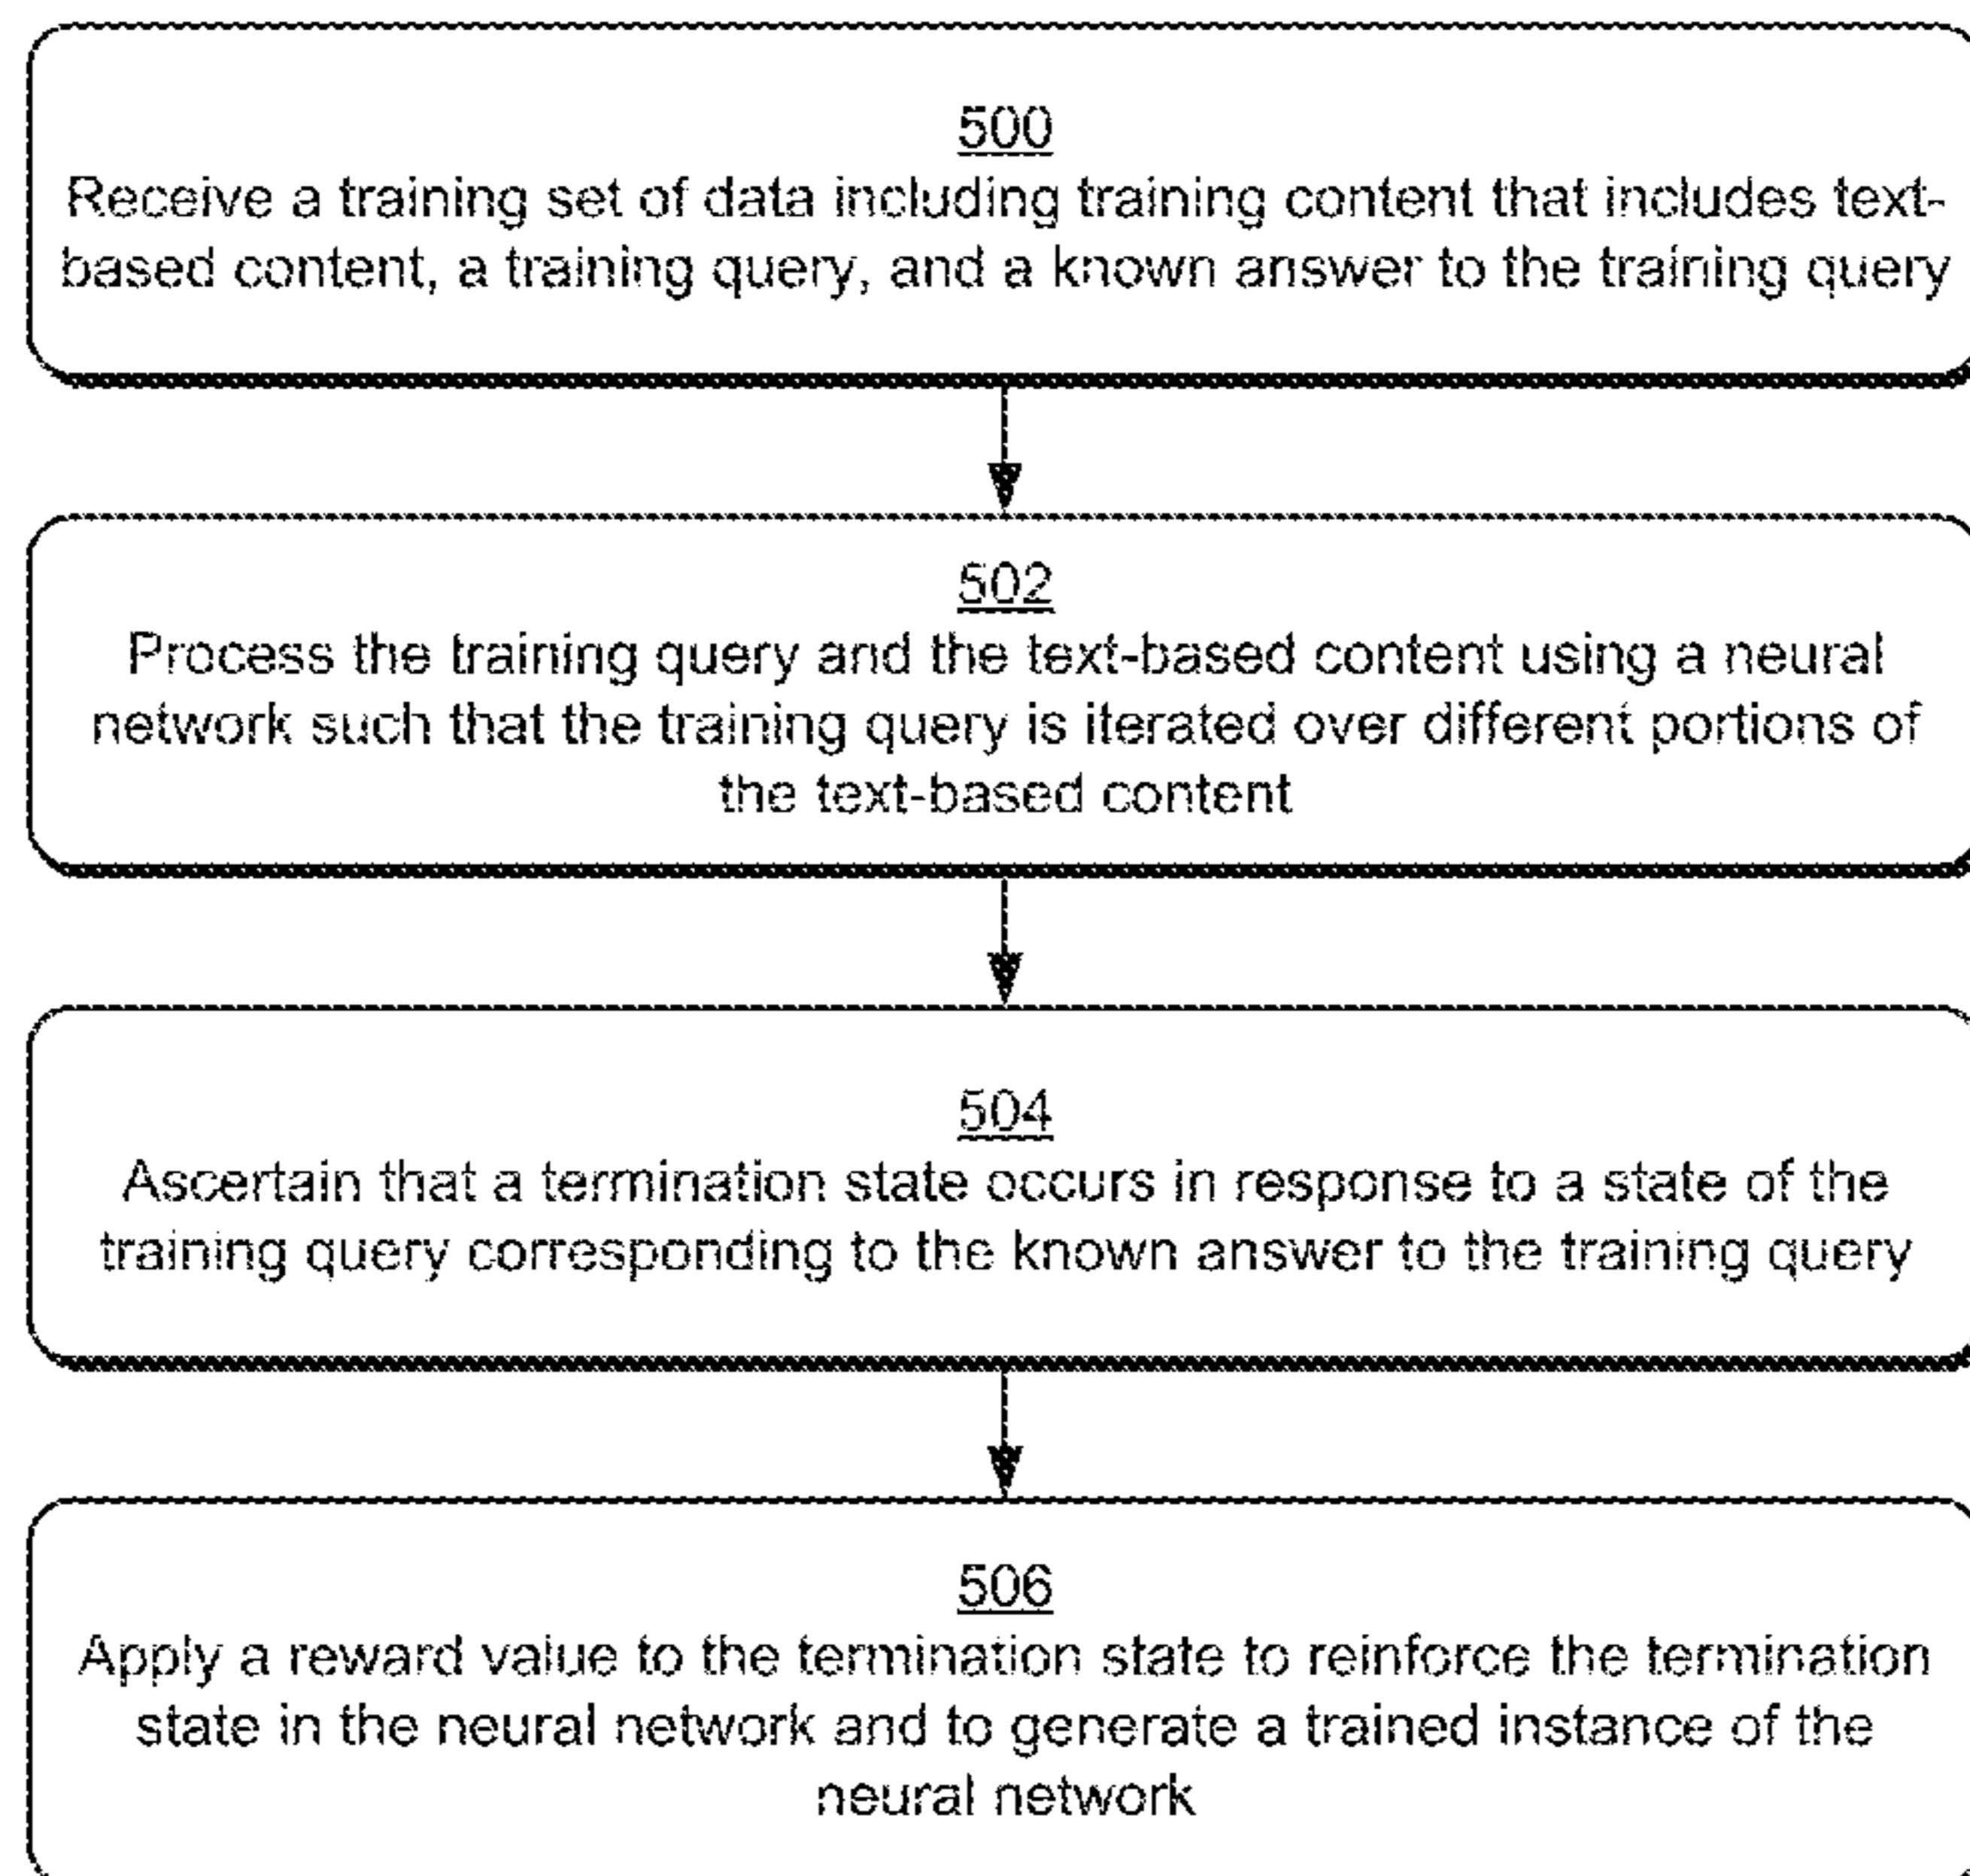 500
Receive a training set of data including training content that includes text-
based content, a training query, and a known answer to the training query
502
Process the training query and the text-based content using a neural
network such that the training query is iterated over different portions of
the text-based content
504
Ascertain that a termination state occurs in response to a state of the
training query corresponding to the known answer to the training query
506
Apply a reward value to the termination state to reinforce the termination
state in the neural network and to generate a trained instance of the
neural network